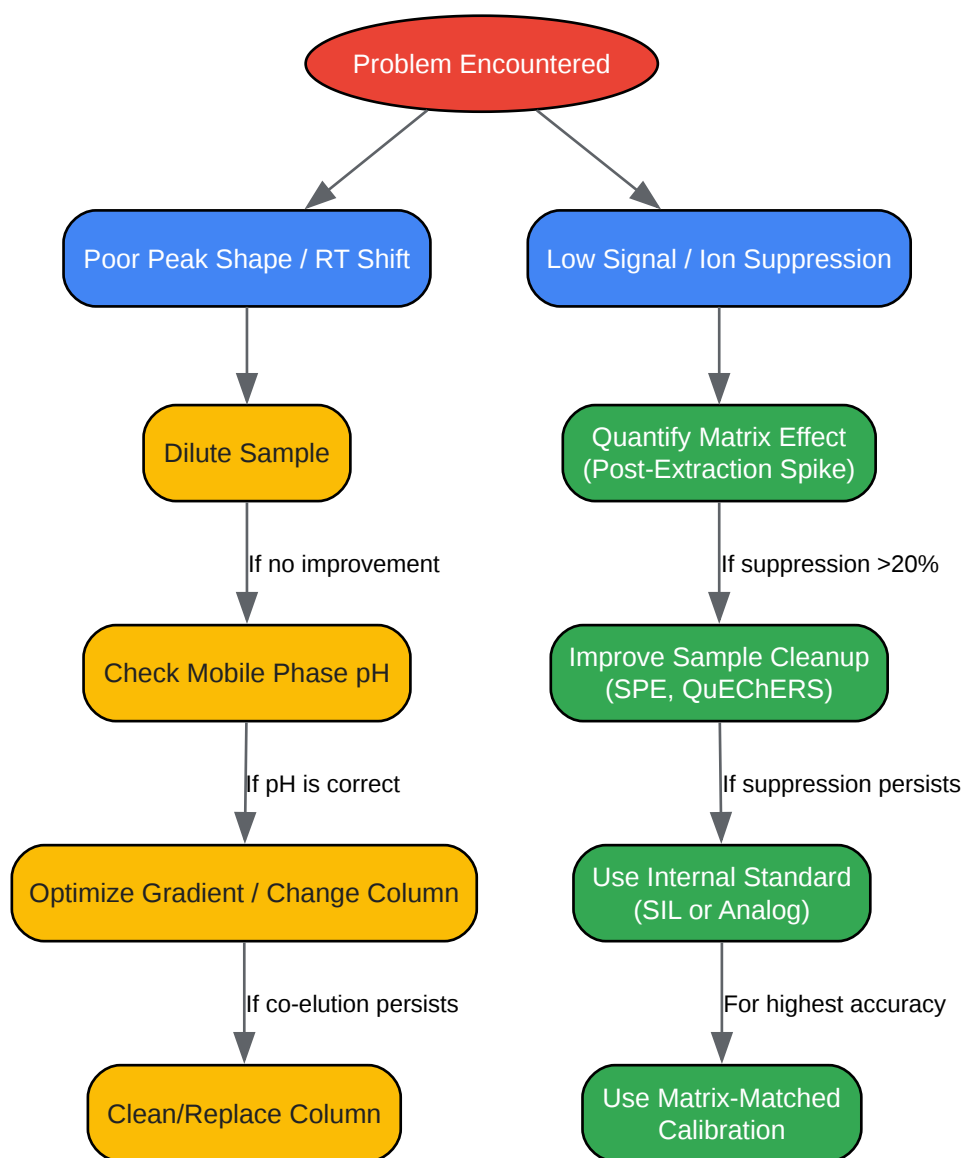 Problem Encountered
Poor Peak Shape / RT Shift
Low Signal / Ion Suppression
Dilute Sample
Quantify Matrix Effect
(Post-Extraction Spike)
If no improvement
If suppression >20%
Check Mobile Phase pH
Improve Sample Cleanup
(SPE, QuEChERS)
If pH is correct
If suppression persists
Optimize Gradient / Change Column
Use Internal Standard
(SIL or Analog)
If co-elution persists
For highest accuracy
Clean/Replace Column
Use Matrix-Matched
Calibration